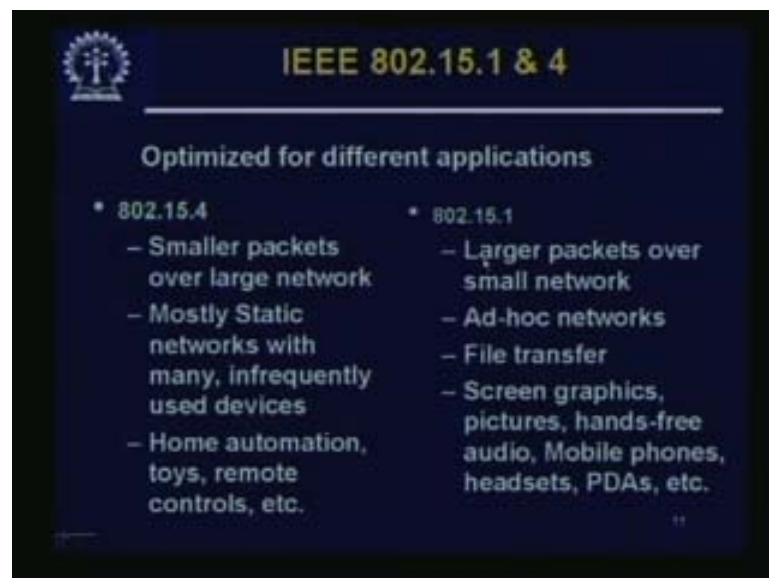 IEEE 802.15.1 & 4
Optimized for different applications
• 802.15.4
– Smaller packets
over large network
– Mostly Static
networks with
many, infrequently
used devices
– Home automation,
toys, remote
controls, etc.
• 802.15.1
– Larger packets over
small network
– Ad-hoc networks
– File transfer
– Screen graphics,
pictures, hands-free
audio, Mobile phones,
headsets, PDAs, etc.